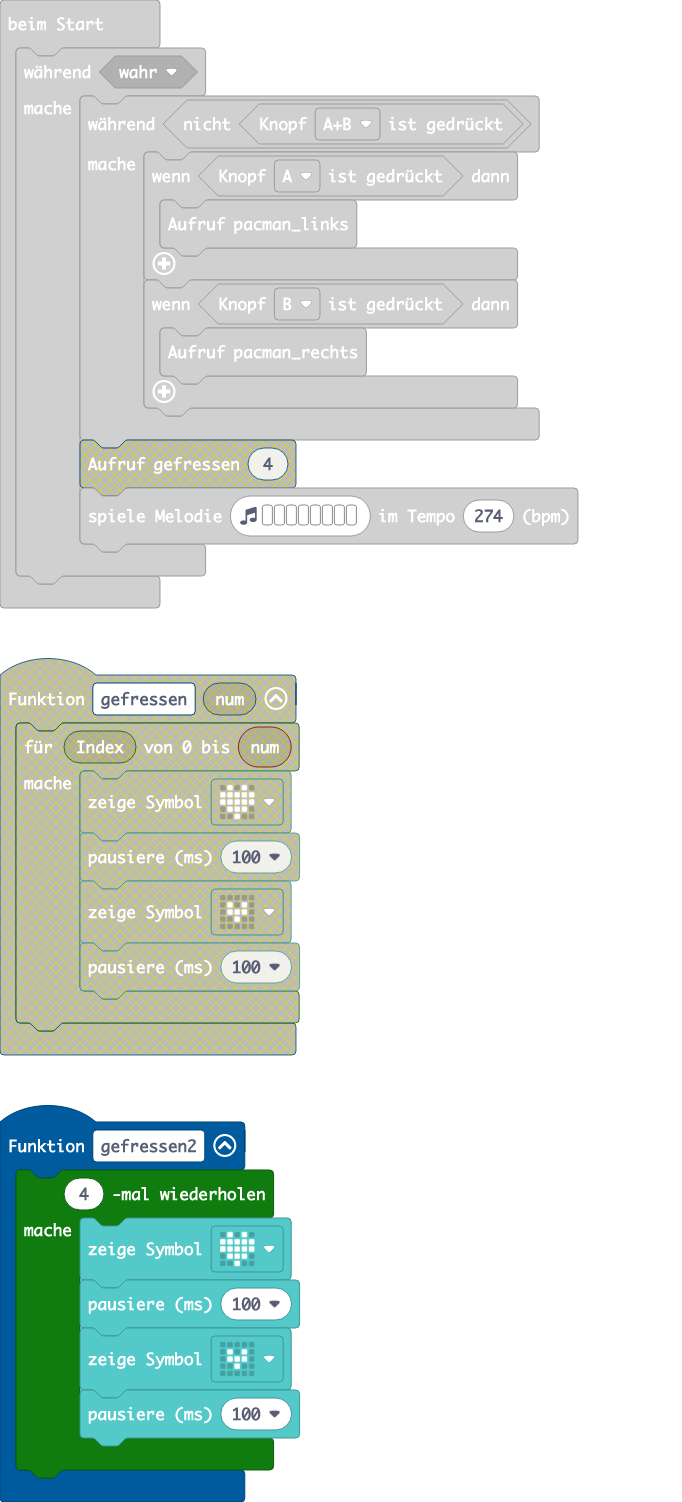 beim Start
während wahr
mache
während nicht Knopf A+B ist gedrückt
mache
wenn Knopf A ist gedrückt dann
Aufruf pacman_links
wenn Knopf B ist gedrückt dann
Aufruf pacman_rechts
Aufruf gefressen 4
spiele Melodie im Tempo 274 (bpm)
Funktion gefressen num
für Index von 0 bis num
mache
zeige Symbol
pausiere (ms) 100
zeige Symbol
pausiere (ms) 100
Funktion gefressen2
4 -mal wiederholen
mache
zeige Symbol
pausiere (ms) 100
zeige Symbol
pausiere (ms) 100